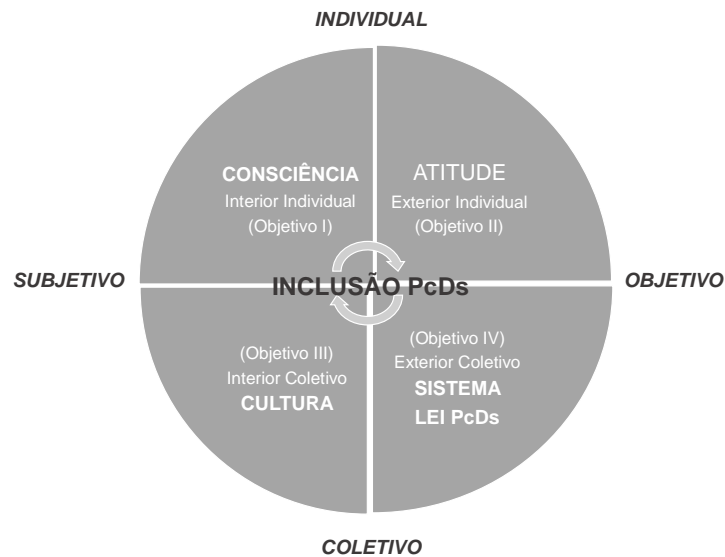 INDIVIDUAL
CONSCIÊNCIA
Interior Individual
(Objetivo I)
ATITUDE
Exterior Individual
(Objetivo II)
SUBJETIVO
INCLUSÃO PcDs
OBJETIVO
(Objetivo III)
Interior Coletivo
CULTURA
(Objetivo IV)
Exterior Coletivo
SISTEMA
LEI PcDs
COLETIVO